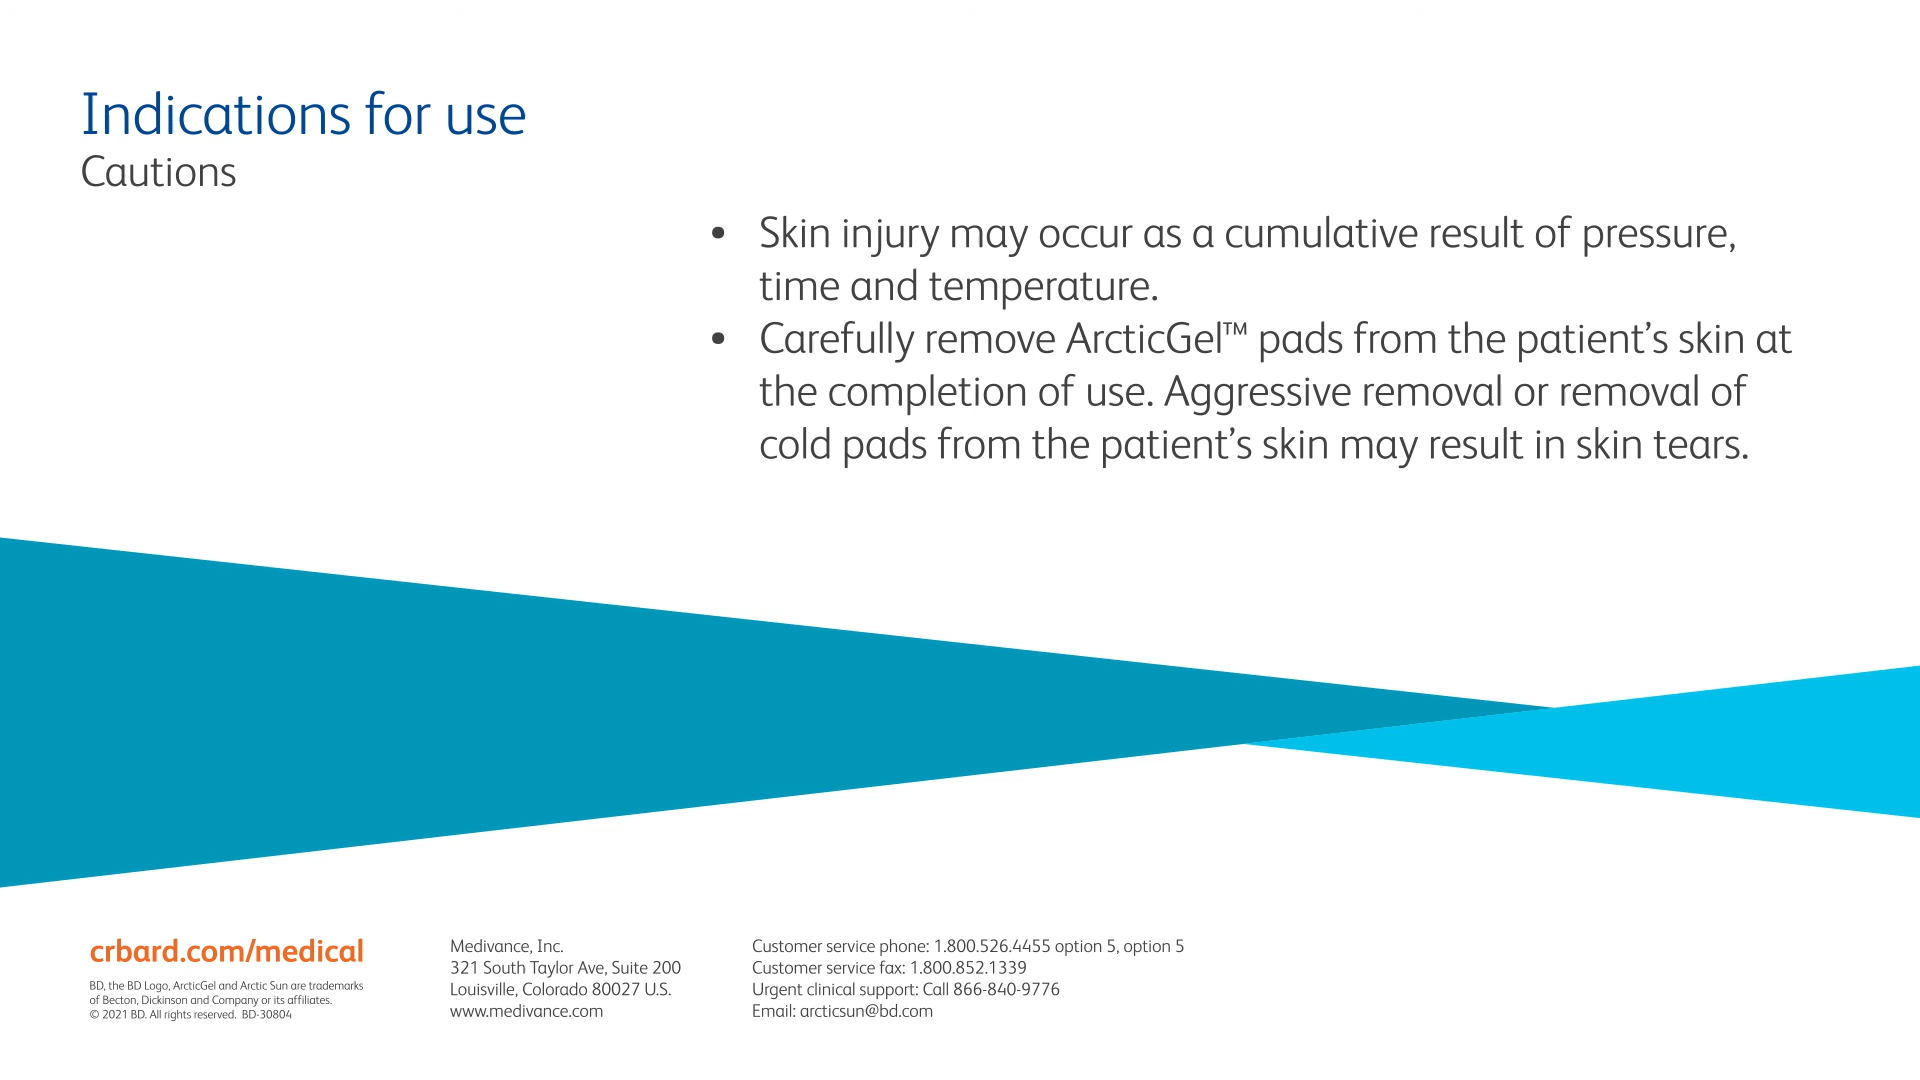 Indications for use
Cautions
• Skin injury may occur as a cumulative result of pressure,
time and temperature.
• Carefully remove ArcticGel™ pads from the patient’s skin at
the completion of use. Aggressive removal or removal of
cold pads from the patient’s skin may result in skin tears.
crbard.com/medical
BD, the BD Logo, ArcticGel and Arctic Sun are trademarks
of Becton, Dickinson and Company or its affiliates.
© 2021 BD. All rights reserved. BD-30804
Medivance, Inc.
321 South Taylor Ave, Suite 200
Louisville, Colorado 80027 U.S.
www.medivance.com
Customer service phone: 1.800.526.4455 option 5, option 5
Customer service fax: 1.800.852.1339
Urgent clinical support: Call 866-840-9776
Email: arcticsun@bd.com